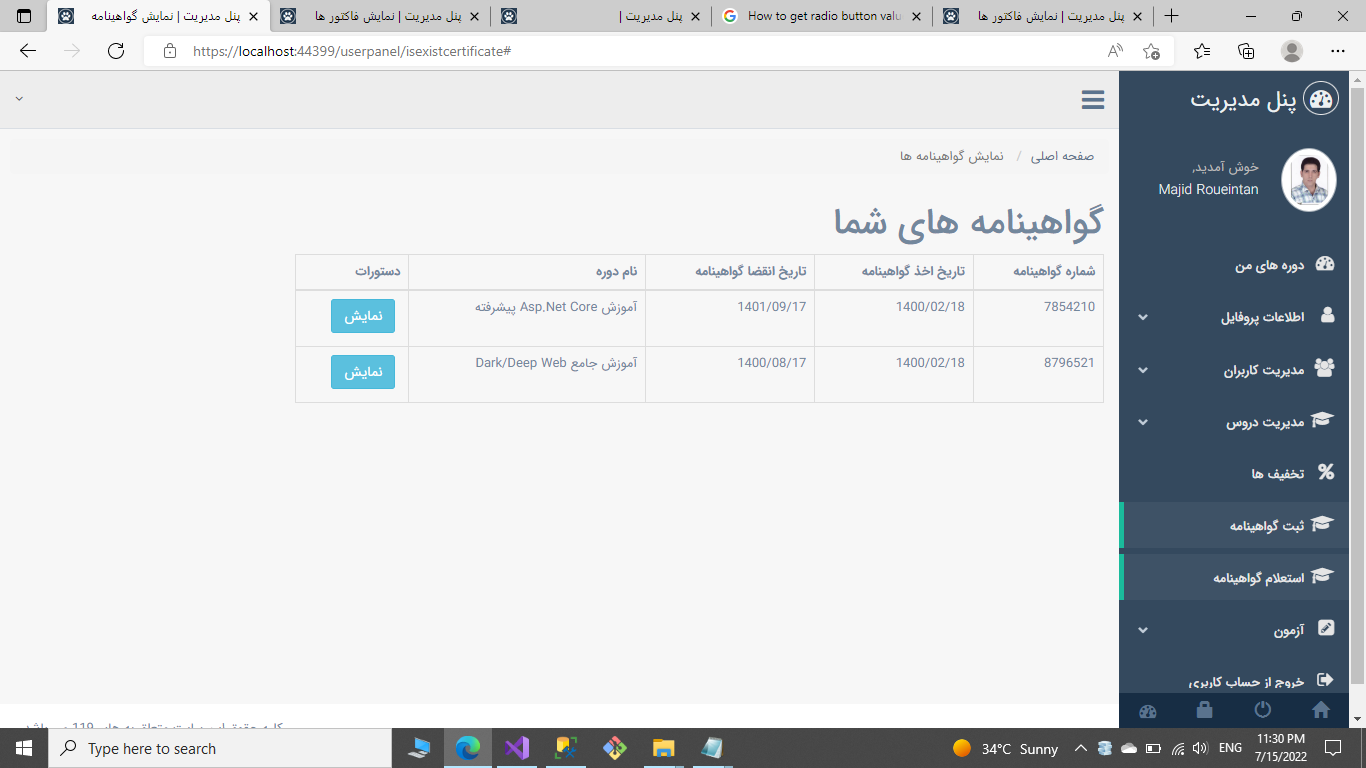 پنل مدیریت | نمایش گواهینامه
پنل مدیریت | نمایش فاکتور ها
پنل مدیریت |
How to get radio button valu
پنل مدیریت | نمایش فاکتور ها
https://localhost:44399/userpanel/isexistcertificate#
پنل مدیریت
خوش آمدید,
Majid Roueintan
دوره های من
اطلاعات پروفایل
مدیریت کاربران
مدیریت دروس
تخفیف ها
ثبت گواهینامه
استعلام گواهینامه
آزمون
خروج از حساب کاربری
صفحه اصلی / نمایش گواهینامه ها
گواهینامه های شما
شماره گواهینامه تاریخ اخذ گواهینامه تاریخ انقضا گواهینامه نام دوره دستورات
7854210 1400/02/18 1401/09/17 آموزش Asp.Net Core پیشرفته نمایش
8796521 1400/02/18 1400/08/17 آموزش جامع Dark/Deep Web نمایش
Type here to search
34°C Sunny
ENG
11:30 PM
7/15/2022